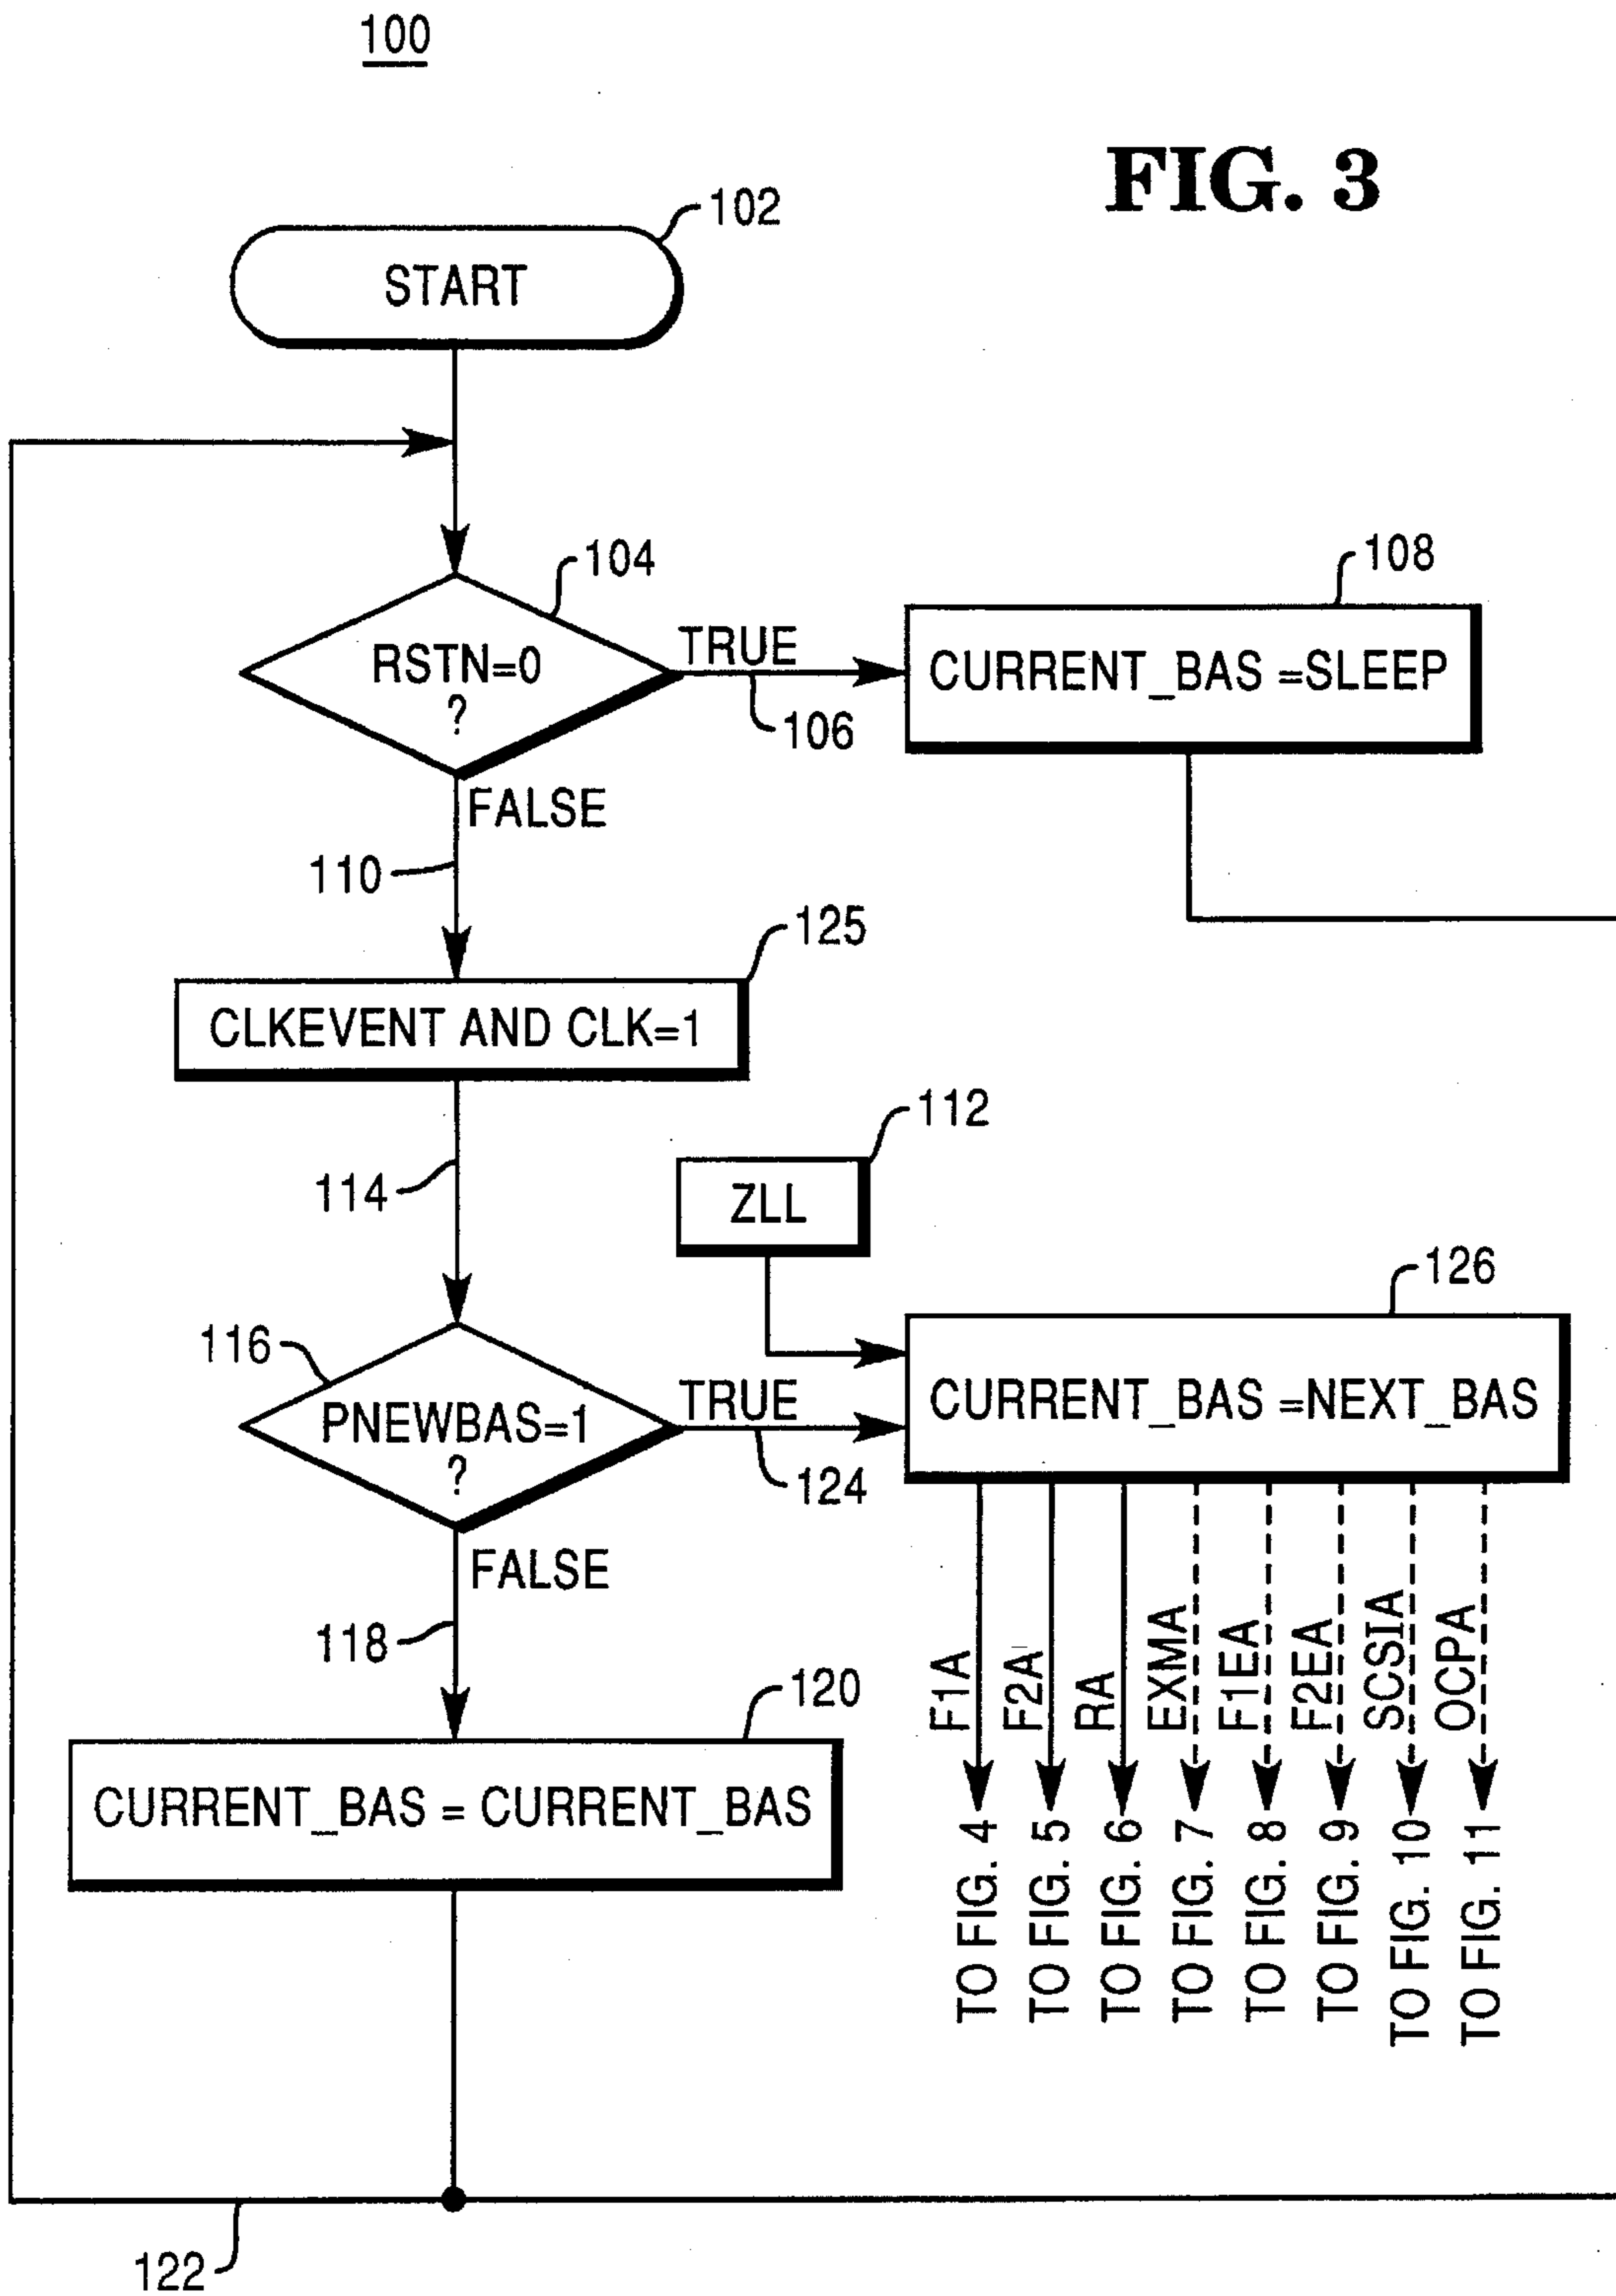 100
FIG. 3
102
START
104
RSTN=0
?
TRUE
106
108
CURRENT_BAS =SLEEP
FALSE
110
125
CLKEVENT AND CLK=1
114
112
ZLL
116
PNEWBAS=1
?
TRUE
124
126
CURRENT_BAS =NEXT_BAS
FALSE
118
120
CURRENT_BAS = CURRENT_BAS
F1A
F2A
RA
EXMA
F1EA
F2EA
SCSIA
OCPA
TO FIG. 4
TO FIG. 5
TO FIG. 6
TO FIG. 7
TO FIG. 8
TO FIG. 9
TO FIG. 10
TO FIG. 11
122